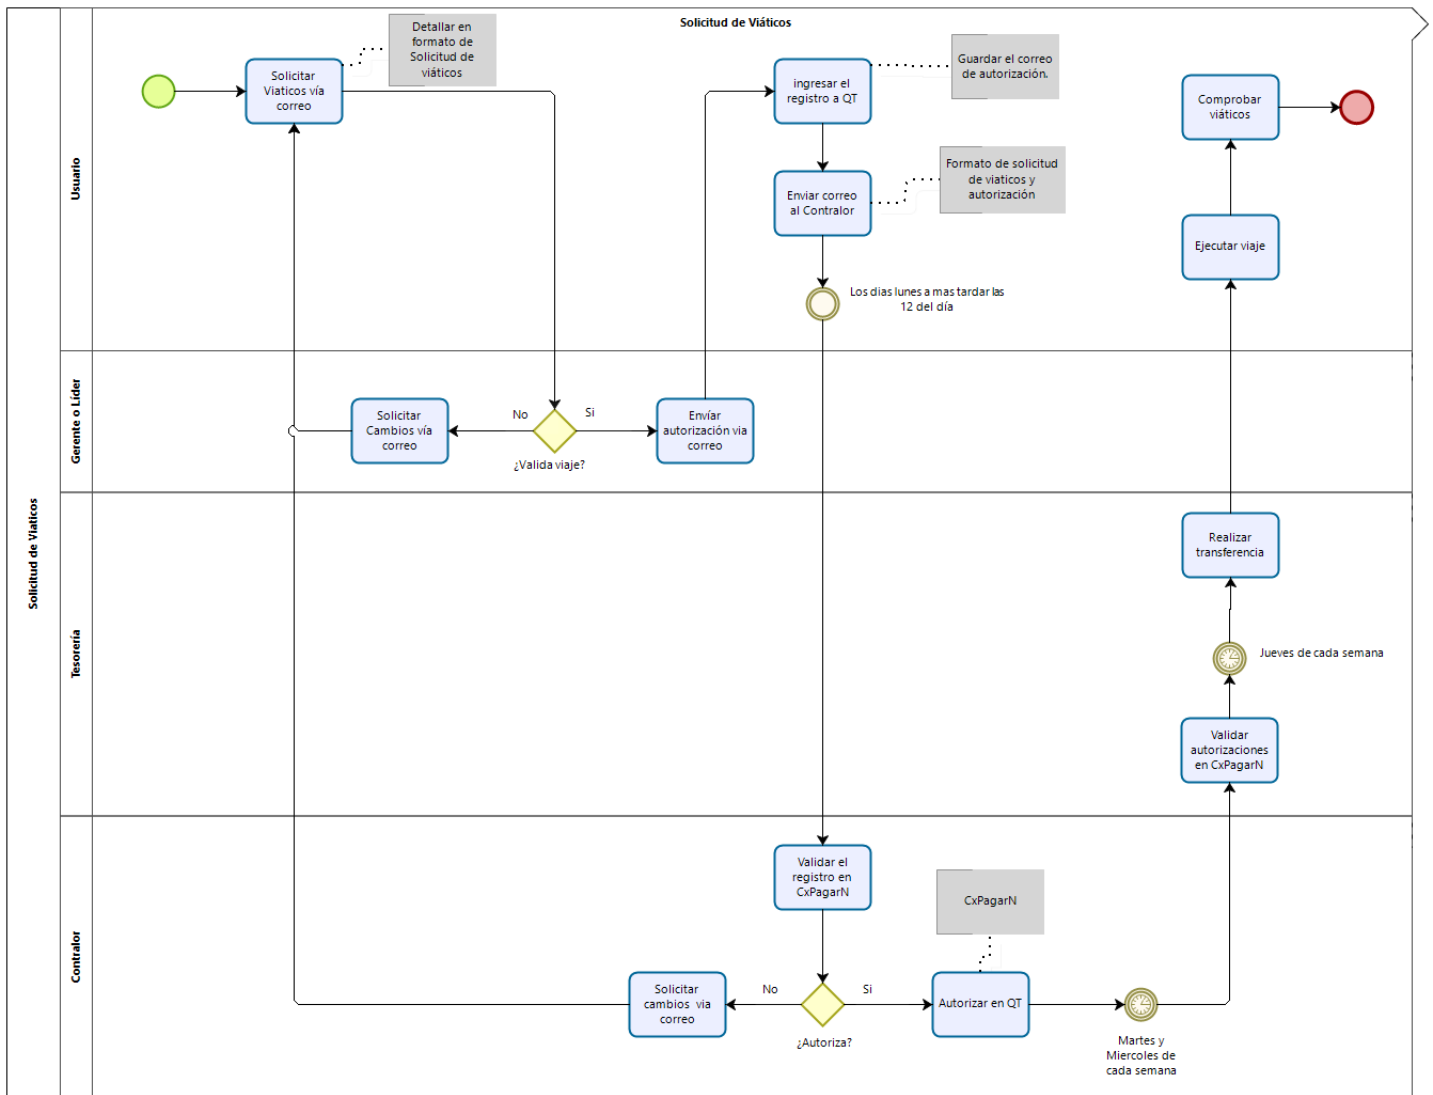 Solicitud de Viáticos
Solicitud de Viaticos
Usuario
Solicitar
Viaticos vía
correo
Detallar en
formato de
Solicitud de
viáticos
ingresar el
registro a QT
Guardar el correo
de autorización.
Enviar correo
al Contralor
Formato de solicitud
de viaticos y
autorización
Los dias lunes a mas tardar las
12 del día
Comprobar
viáticos
Ejecutar viaje
Gerente o Líder
Solicitar
Cambios vía
correo
No
¿Valida viaje?
Si
Envíar
autorización via
correo
Tesorería
Realizar
transferencia
Jueves de cada semana
Validar
autorizaciones
en CxPagarN
Contralor
Validar el
registro en
CxPagarN
CxPagarN
Solicitar
cambios via
correo
No
¿Autoriza?
Si
Autorizar en QT
Martes y
Miercoles de
cada semana